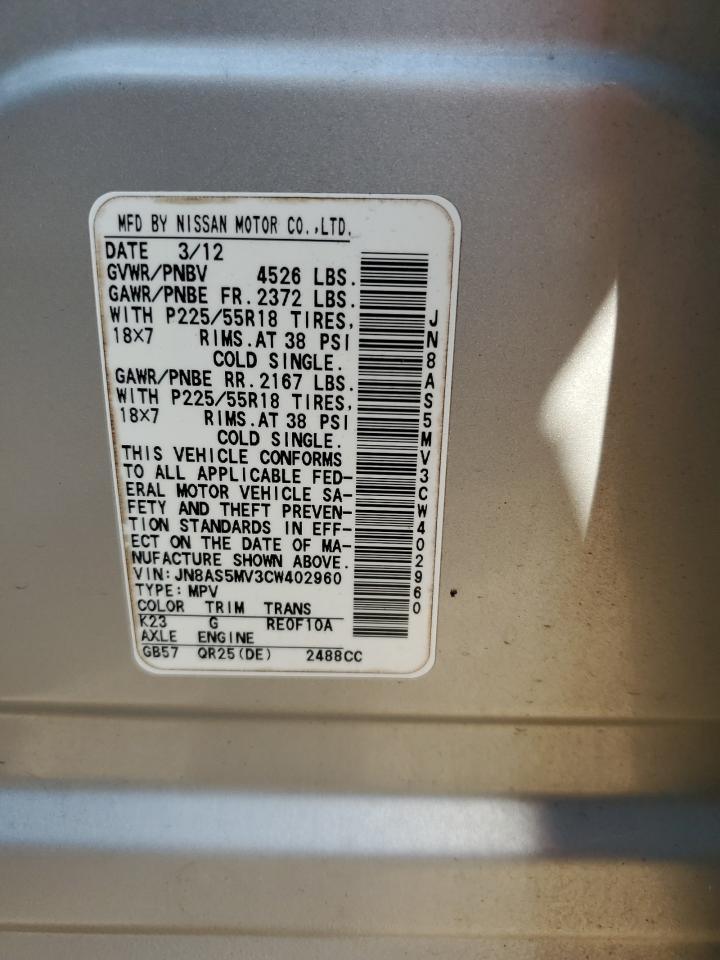 MFD BY NISSAN MOTOR CO.,LTD.
DATE 3/12
GVWR/PNBV 4526 LBS.
GAWR/PNBE FR.2372 LBS.
WITH P225/55R18 TIRES,
18X7 RIMS.AT 38 PSI
COLD SINGLE.
GAWR/PNBE RR.2167 LBS.
WITH P225/55R18 TIRES,
18X7 RIMS.AT 38 PSI
COLD SINGLE.
THIS VEHICLE CONFORMS
TO ALL APPLICABLE FED-
ERAL MOTOR VEHICLE SA-
FETY AND THEFT PREVEN-
TION STANDARDS IN EFF-
ECT ON THE DATE OF MA-
NUFACTURE SHOWN ABOVE.
VIN:JN8AS5MV3CW402960
TYPE:MPV
COLOR TRIM TRANS
K23 G RE0F10A
AXLE ENGINE
GB57 QR25(DE) 2488CC
JN8AS5MV3CW402960